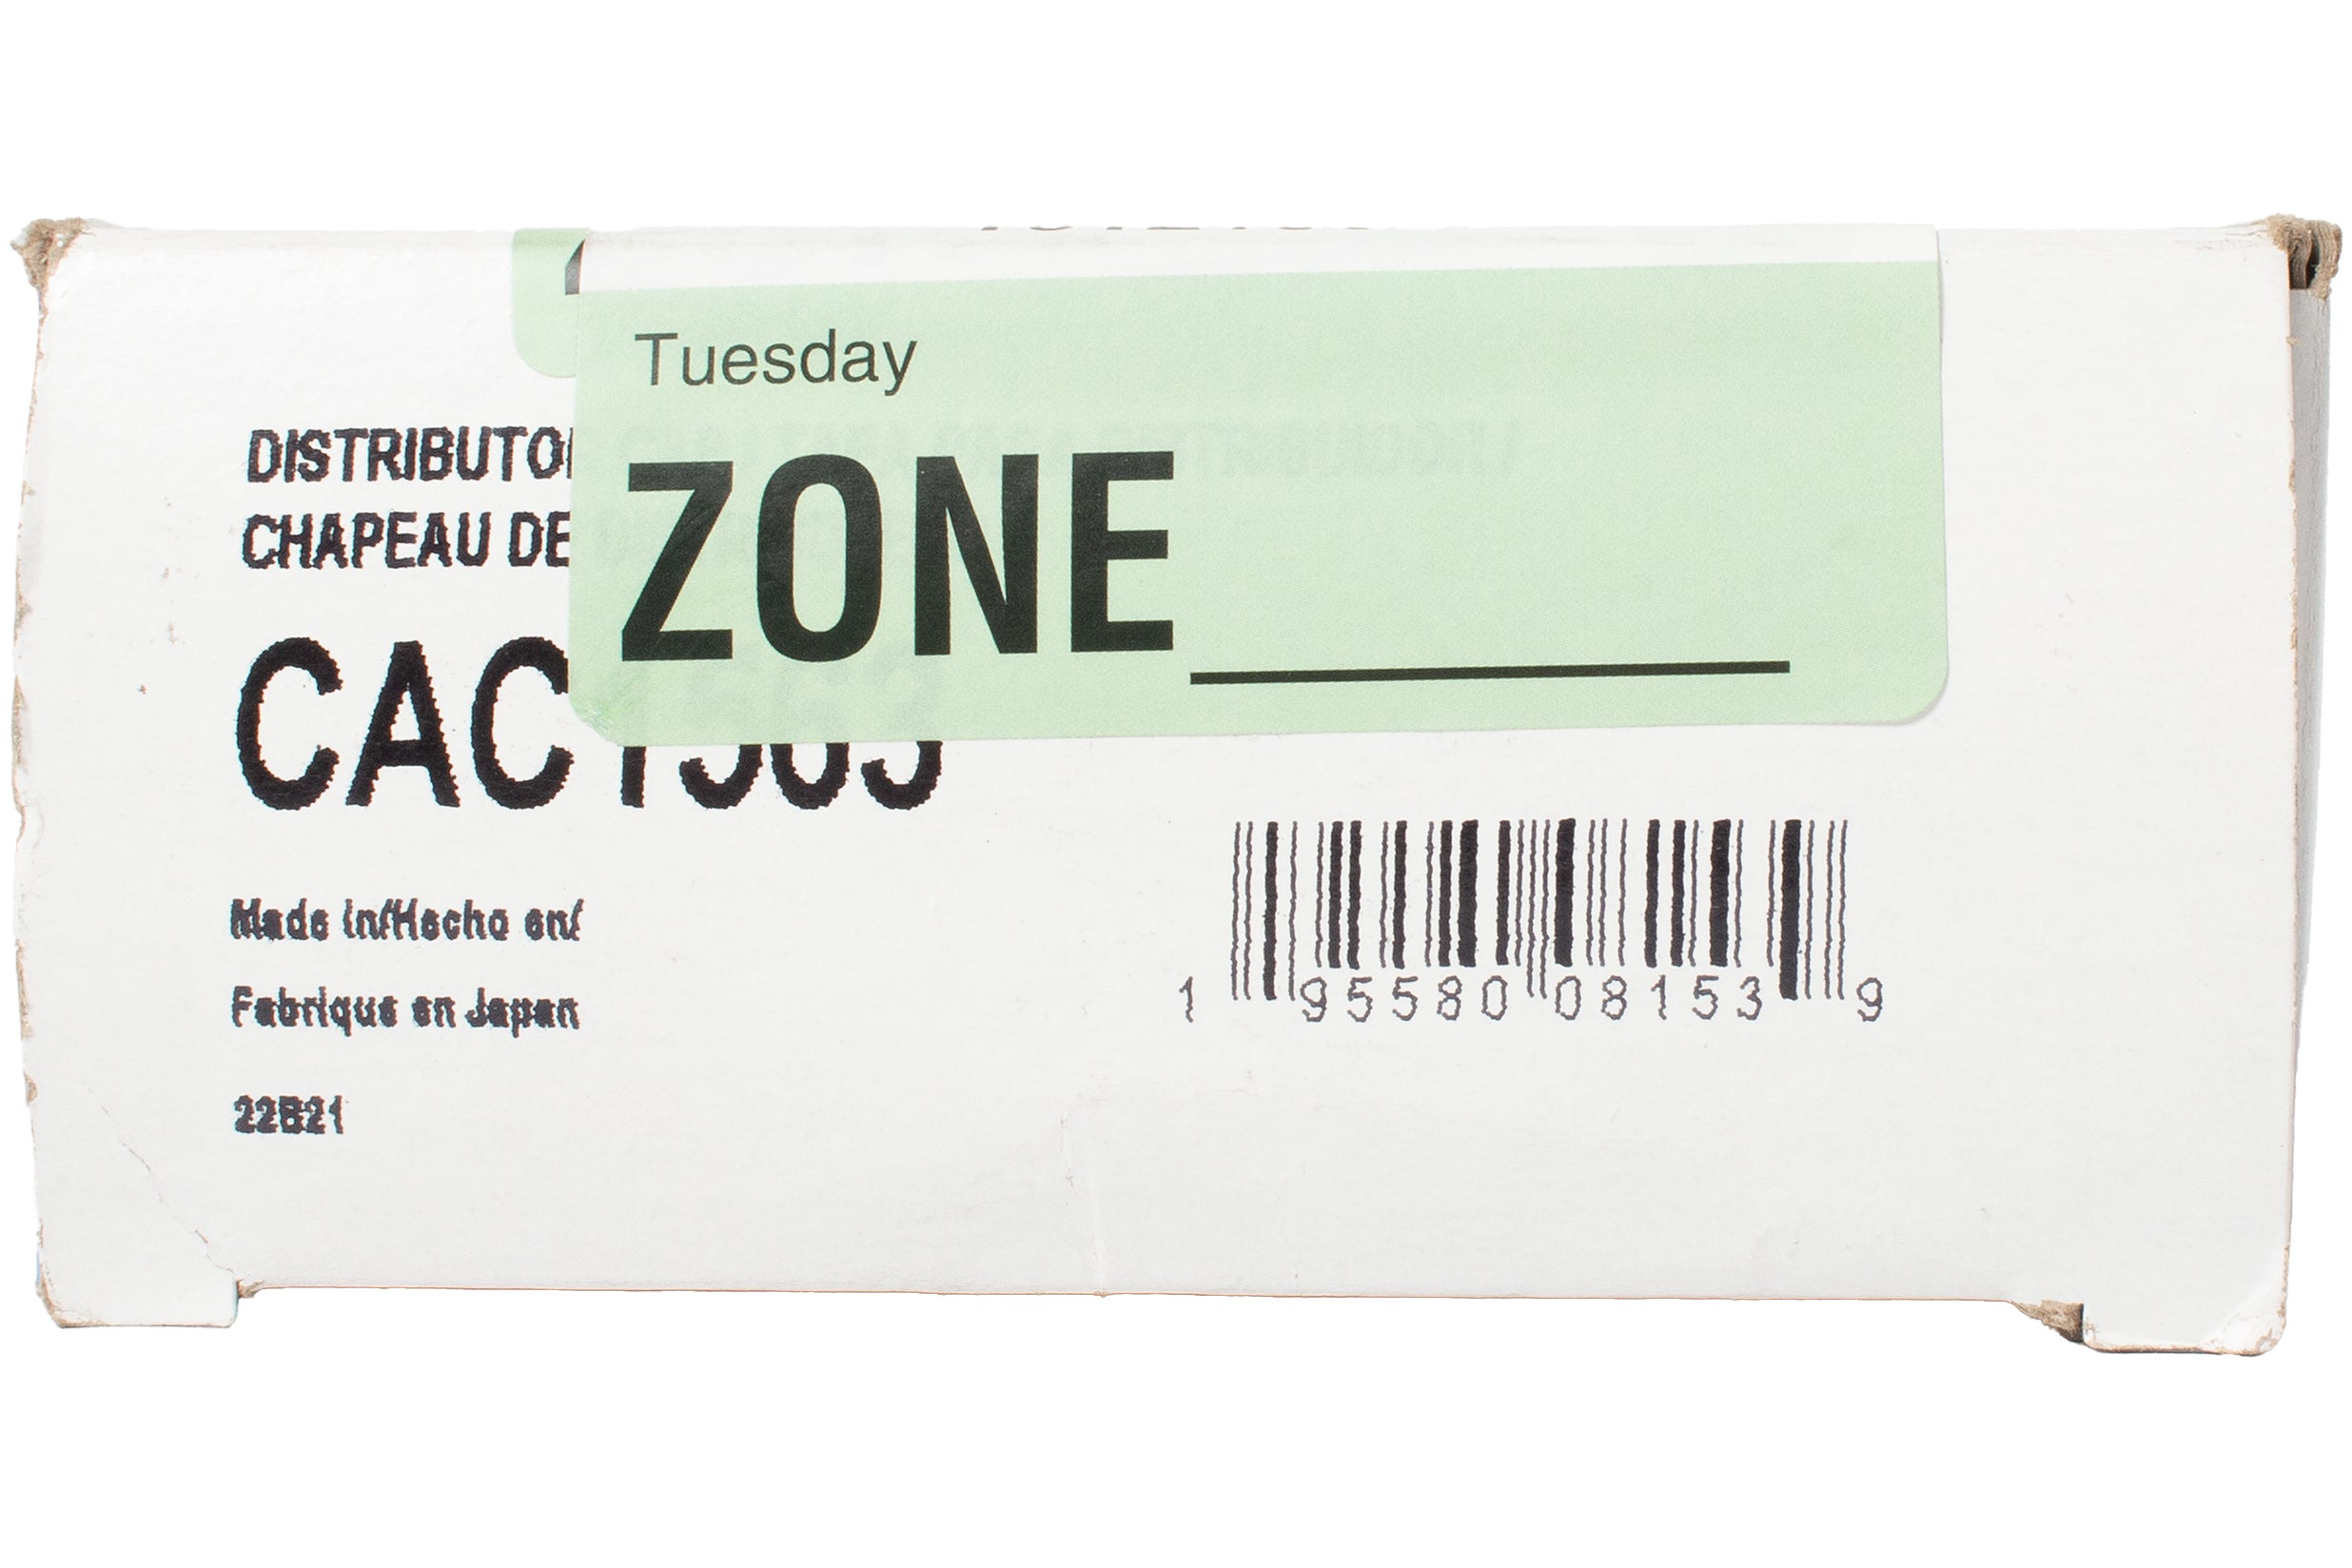 Tuesday
ZONE
DISTRIBUTO
CHAPEAU DE
CAC
Made in/Hecho en/
Fabrique en Japan
22B21
1 95580 08153 9